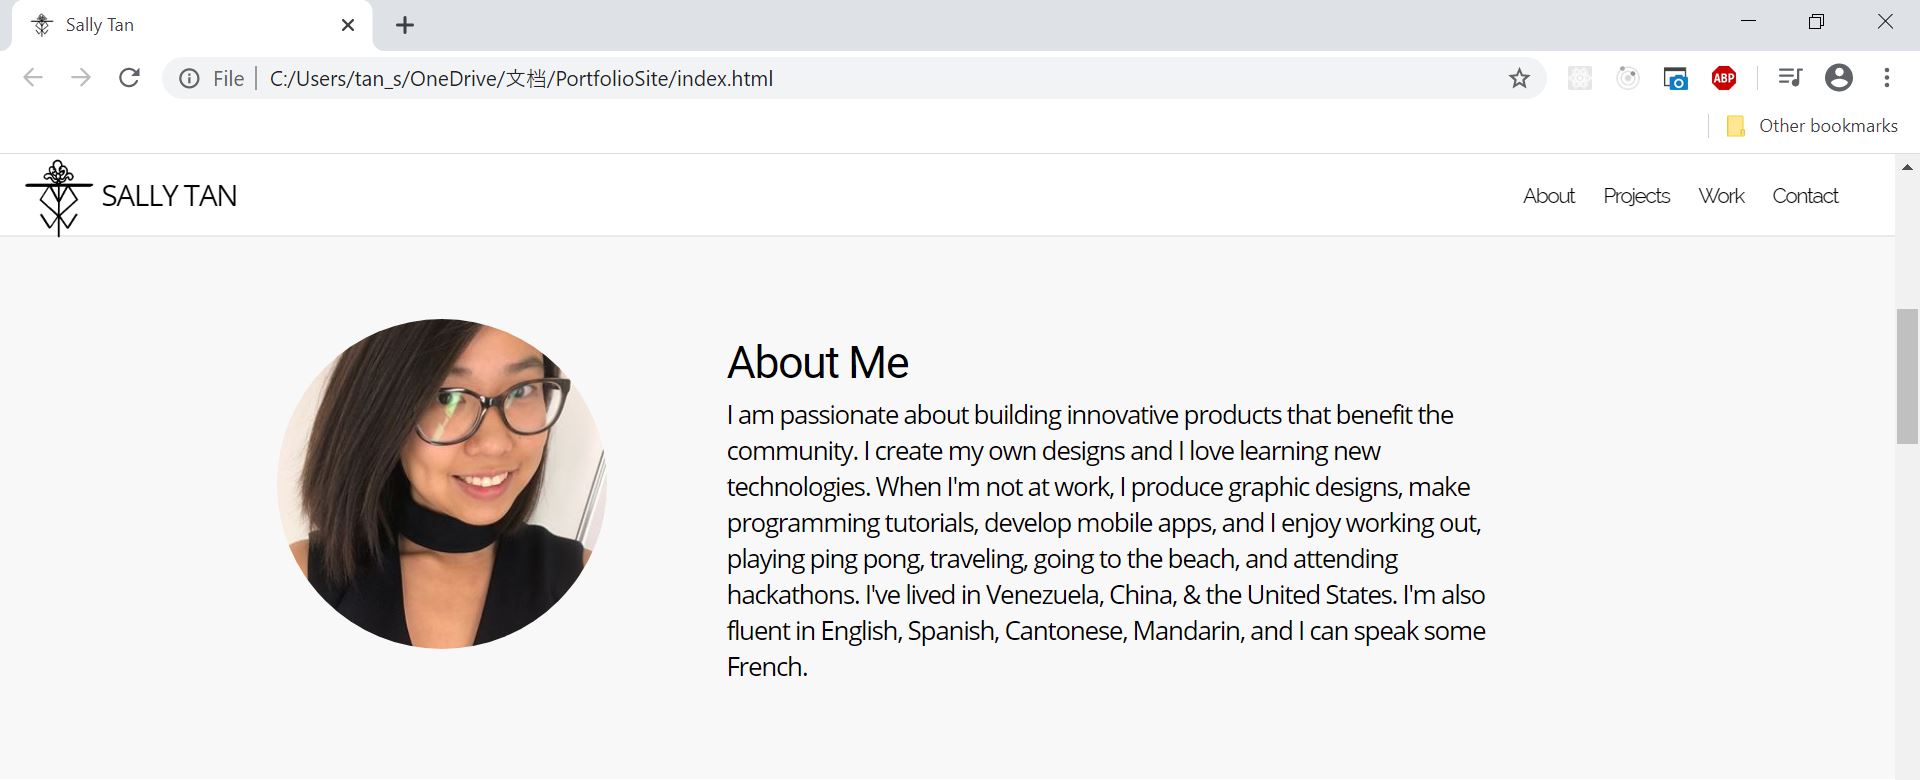 Sally Tan
File
C:/Users/tan_s/OneDrive/文档/PortfolioSite/index.html
ABP
Other bookmarks
SALLY TAN
About Projects Work Contact
About Me
I am passionate about building innovative products that benefit the
community. I create my own designs and I love learning new
technologies. When I'm not at work, I produce graphic designs, make
programming tutorials, develop mobile apps, and I enjoy working out,
playing ping pong, traveling, going to the beach, and attending
hackathons. I've lived in Venezuela, China, & the United States. I'm also
fluent in English, Spanish, Cantonese, Mandarin, and I can speak some
French.